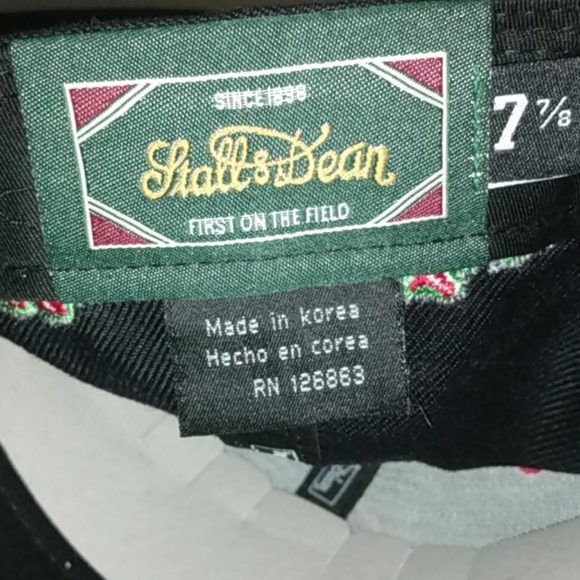 SINCE 1898
Stall & Dean
FIRST ON THE FIELD
7 7/8
Made in korea
Hecho en corea
RN 126863